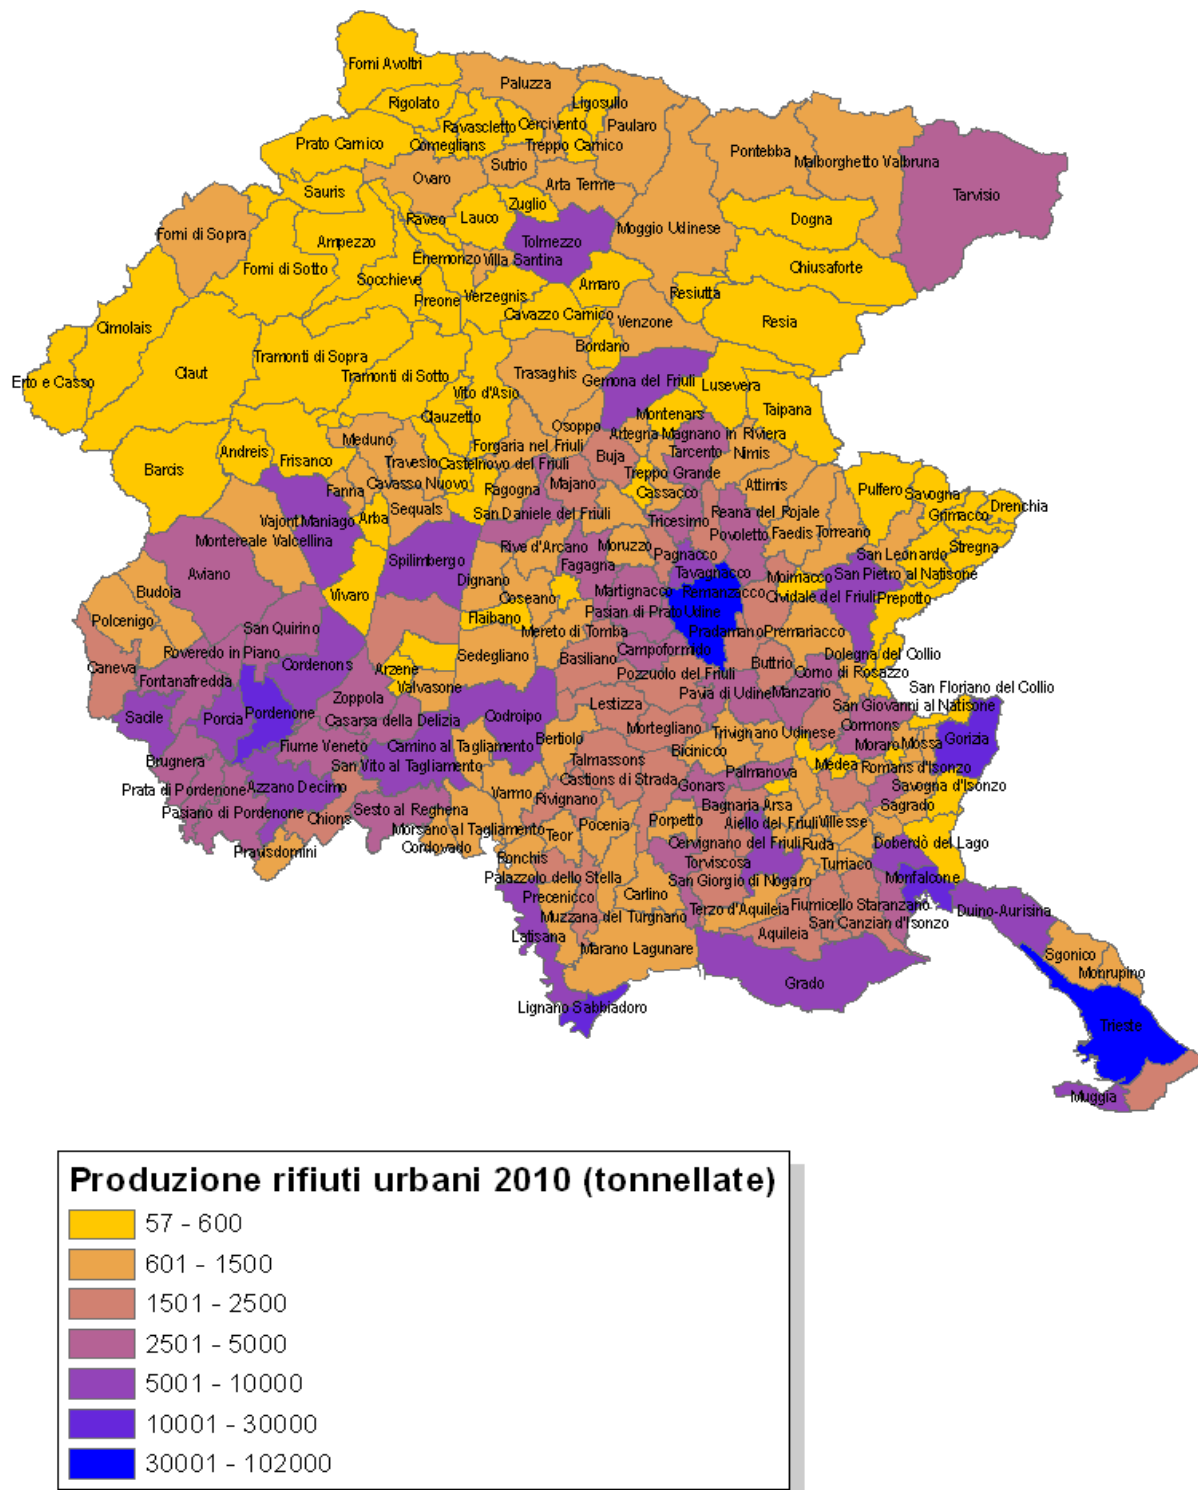 Forni Avoltri
Paluzza
Rigolato
Ligosullo
Ravascletto
Cercivento
Paularo
Prato Carnico
Comeglians
Treppo Carnico
Pontebba
Malborghetto Valbruna
Sutrio
Ovaro
Arta Terme
Tarvisio
Sauris
Zuglio
Raveo
Lauco
Dogna
Forni di Sopra
Ampezzo
Tolmezzo
Moggio Udinese
Enemonzo
Villa Santina
Forni di Sotto
Chiusaforte
Socchieve
Amaro
Preone
Verzegnis
Resiutta
Cavazzo Carnico
Venzone
Resia
Cimolais
Bordano
Tramonti di Sopra
Claut
Trasaghis
Erto e Casso
Tramonti di Sotto
Gemona del Friuli
Lusevera
Vito d'Asio
Taipana
Clauzetto
Montenars
Osoppo
Artegna
Magnano in Riviera
Meduno
Forgaria nel Friuli
Andreis
Tarcento
Nimis
Buja
Frisanco
Travesio
Castelnovo del Friuli
Barcis
Treppo Grande
Cavasso Nuovo
Majano
Attimis
Pulfero
Fanna
Ragogna
Cassacco
Savogna
Drenchia
Sequals
Grimacco
Arba
San Daniele del Friuli
Reana del Rojale
Vajont
Maniago
Tricesimo
Torreano
Povoletto
Faedis
Montereale Valcellina
Rive d'Arcano
Moruzzo
Stregna
Pagnacco
San Leonardo
Spilimbergo
Fagagna
Aviano
Tavagnacco
Moimacco
San Pietro al Natisone
Dignano
Budoia
Martignacco
Remanzacco
Cividale del Friuli
Prepotto
Vivaro
Coseano
Pasian di Prato
Udine
Polcenigo
Flaibano
San Quirino
Mereto di Tomba
Pradamano
Premariacco
Roveredo in Piano
Campoformido
Dolegna del Collio
Sedegliano
Basiliano
Cordenons
Buttrio
Caneva
Arzene
Corno di Rosazzo
Pozzuolo del Friuli
Fontanafredda
Valvasone
San Floriano del Collio
Pavia di Udine
Manzano
Zoppola
Lestizza
San Giovanni al Natisone
Pordenone
Sacile
Porcia
Casarsa della Delizia
Codroipo
Cormons
Mortegliano
Trivignano Udinese
Gorizia
Bertiolo
Mossa
Fiume Veneto
Camino al Tagliamento
Moraro
Bicinicco
Brugnera
Talmassons
Medea
San Vito al Tagliamento
Romans d'Isonzo
Palmanova
Castions di Strada
Prata di Pordenone
Azzano Decimo
Gonars
Savogna d'Isonzo
Varmo
Rivignano
Bagnaria Arsa
Sesto al Reghena
Sagrado
Pasiano di Pordenone
Chions
Porpetto
Pocenia
Aiello del Friuli
Villesse
Morsano al Tagliamento
Teor
Cordovado
Cervignano del Friuli
Ruda
Doberdò del Lago
Pravisdomini
Ronchis
Torviscosa
Turriaco
Palazzolo dello Stella
San Giorgio di Nogaro
Monfalcone
Precenicco
Carlino
Fiumicello
Staranzano
Terzo d'Aquileia
Duino-Aurisina
Muzzana del Turgnano
San Canzian d'Isonzo
Latisana
Aquileia
Marano Lagunare
Sgonico
Monrupino
Grado
Lignano Sabbiadoro
Trieste
Muggia
Produzione rifiuti urbani 2010 (tonnellate)
57 - 600
601 - 1500
1501 - 2500
2501 - 5000
5001 - 10000
10001 - 30000
30001 - 102000